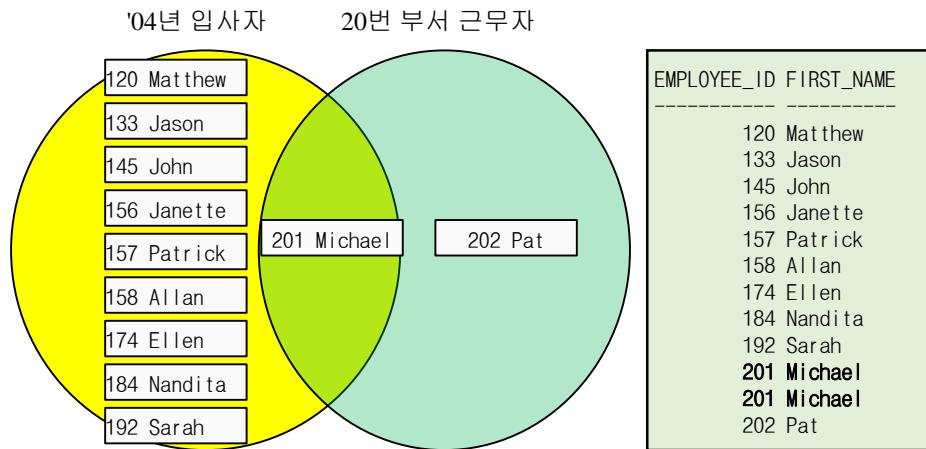 '04년 입사자
20번 부서 근무자
120 Matthew
133 Jason
145 John
156 Janette
157 Patrick
158 Allan
174 Ellen
184 Nandita
192 Sarah
201 Michael
202 Pat
EMPLOYEE_ID FIRST_NAME
----------- ----------
120 Matthew
133 Jason
145 John
156 Janette
157 Patrick
158 Allan
174 Ellen
184 Nandita
192 Sarah
201 Michael
201 Michael
202 Pat